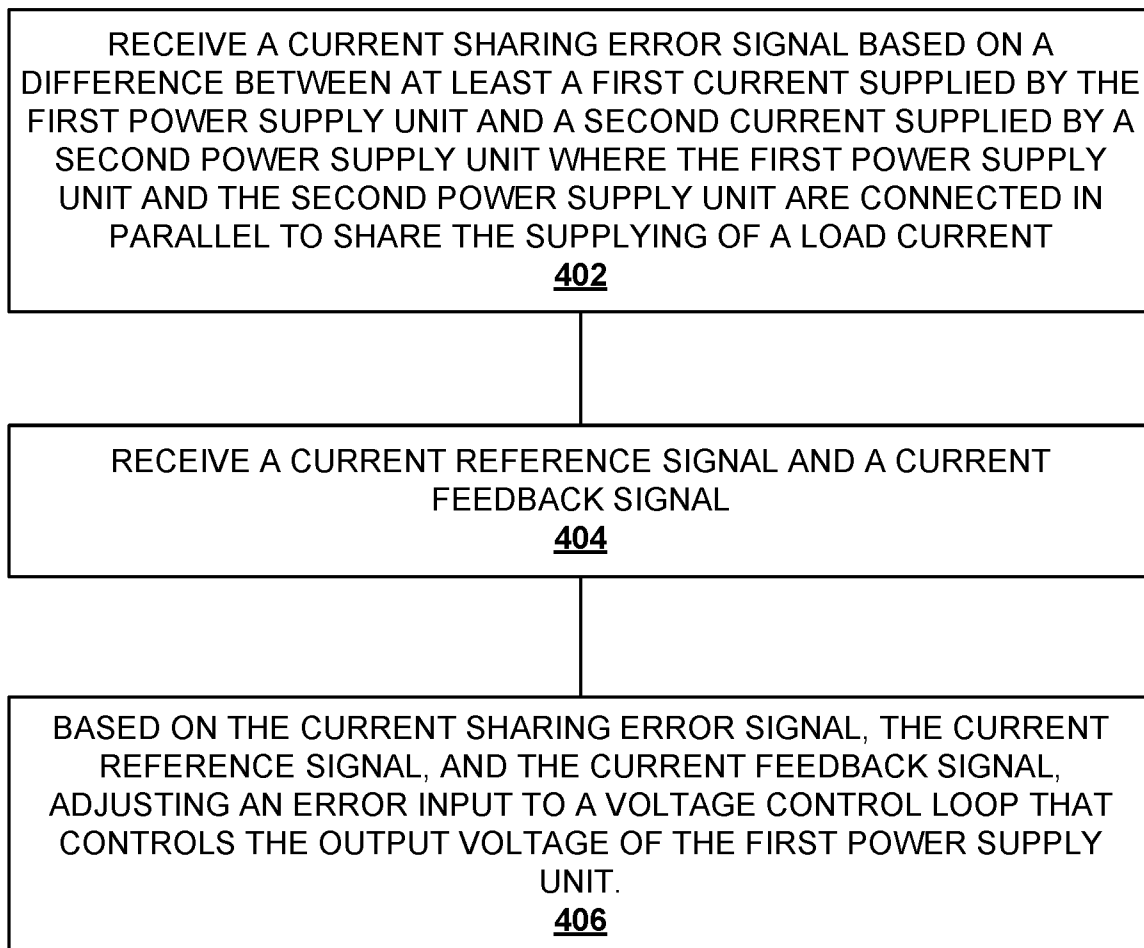 RECEIVE A CURRENT SHARING ERROR SIGNAL BASED ON A
DIFFERENCE BETWEEN AT LEAST A FIRST CURRENT SUPPLIED BY THE
FIRST POWER SUPPLY UNIT AND A SECOND CURRENT SUPPLIED BY A
SECOND POWER SUPPLY UNIT WHERE THE FIRST POWER SUPPLY
UNIT AND THE SECOND POWER SUPPLY UNIT ARE CONNECTED IN
PARALLEL TO SHARE THE SUPPLYING OF A LOAD CURRENT
402
RECEIVE A CURRENT REFERENCE SIGNAL AND A CURRENT
FEEDBACK SIGNAL
404
BASED ON THE CURRENT SHARING ERROR SIGNAL, THE CURRENT
REFERENCE SIGNAL, AND THE CURRENT FEEDBACK SIGNAL,
ADJUSTING AN ERROR INPUT TO A VOLTAGE CONTROL LOOP THAT
CONTROLS THE OUTPUT VOLTAGE OF THE FIRST POWER SUPPLY
UNIT.
406